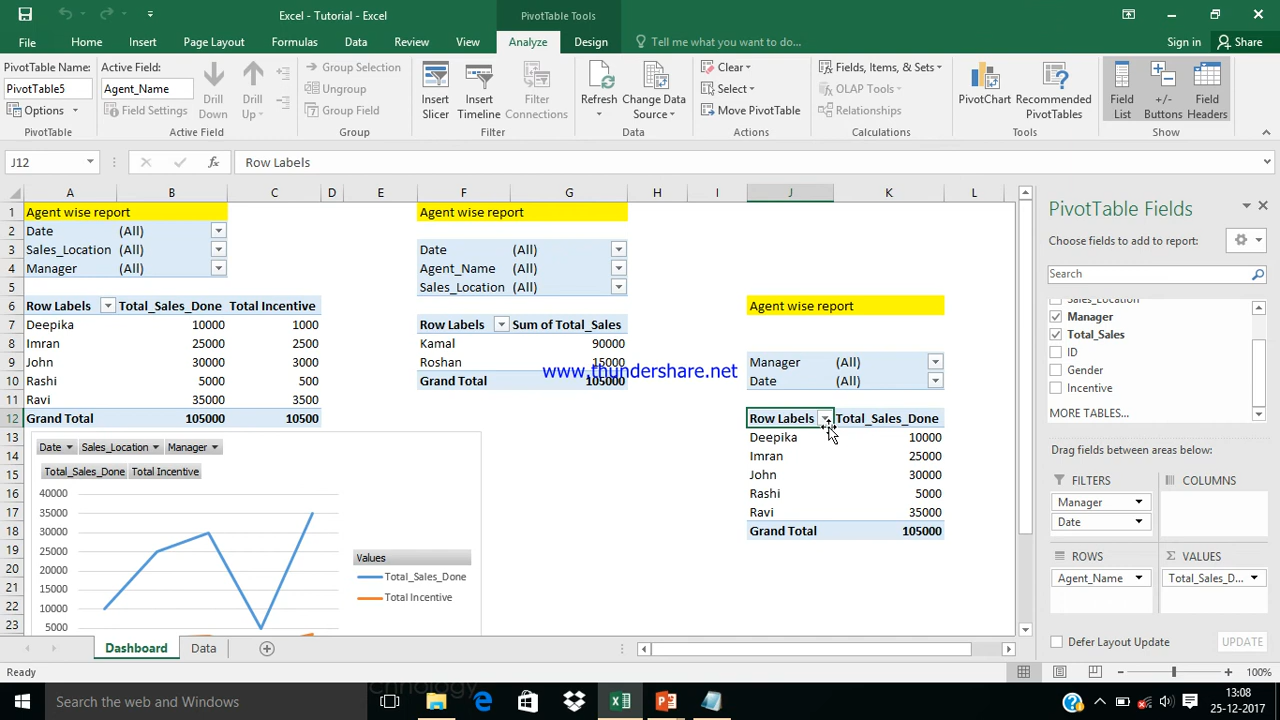 Excel - Tutorial - Excel
PivotTable Tools
Sign in
Share
File Home Insert Page Layout Formulas Data Review View Analyze Design Tell me what you want to do...
PivotTable Name:
PivotTable5
Options
PivotTable
Active Field:
Agent_Name
Field Settings
Drill Down
Drill Up
Active Field
Group Selection
Ungroup
Group Field
Group
Insert Slicer
Insert Timeline
Filter Connections
Filter
Refresh
Change Data Source
Data
Clear
Select
Move PivotTable
Actions
Fields, Items, & Sets
OLAP Tools
Relationships
Calculations
PivotChart
Recommended PivotTables
Tools
Field List
+/- Buttons
Field Headers
Show
J12
fx
Row Labels
A B C D E F G H I J K L
1 2 3 4 5 6 7 8 9 10 11 12 13 14 15 16 17 18 19 20 21 22 23
Agent wise report
Date (All)
Sales_Location (All)
Manager (All)
Row Labels Total_Sales_Done Total Incentive
Deepika 10000 1000
Imran 25000 2500
John 30000 3000
Rashi 5000 500
Ravi 35000 3500
Grand Total 105000 10500
Date Sales_Location Manager
Total_Sales_Done Total Incentive
40000
35000
30000
25000
20000
15000
10000
5000
Values
Total_Sales_Done
Total Incentive
Agent wise report
Date (All)
Agent_Name (All)
Sales_Location (All)
Row Labels Sum of Total_Sales
Kamal 90000
Roshan 15000
Grand Total 105000
www.thundershare.net
Agent wise report
Manager (All)
Date (All)
Row Labels Total_Sales_Done
Deepika 10000
Imran 25000
John 30000
Rashi 5000
Ravi 35000
Grand Total 105000
PivotTable Fields
Choose fields to add to report:
Search
Sales_Location
Manager
Total_Sales
ID
Gender
Incentive
MORE TABLES...
Drag fields between areas below:
FILTERS
Manager
Date
COLUMNS
ROWS
Agent_Name
Σ VALUES
Total_Sales_D...
Defer Layout Update
UPDATE
Dashboard Data
Ready
100%
Search the web and Windows
chnology
13:08
25-12-2017